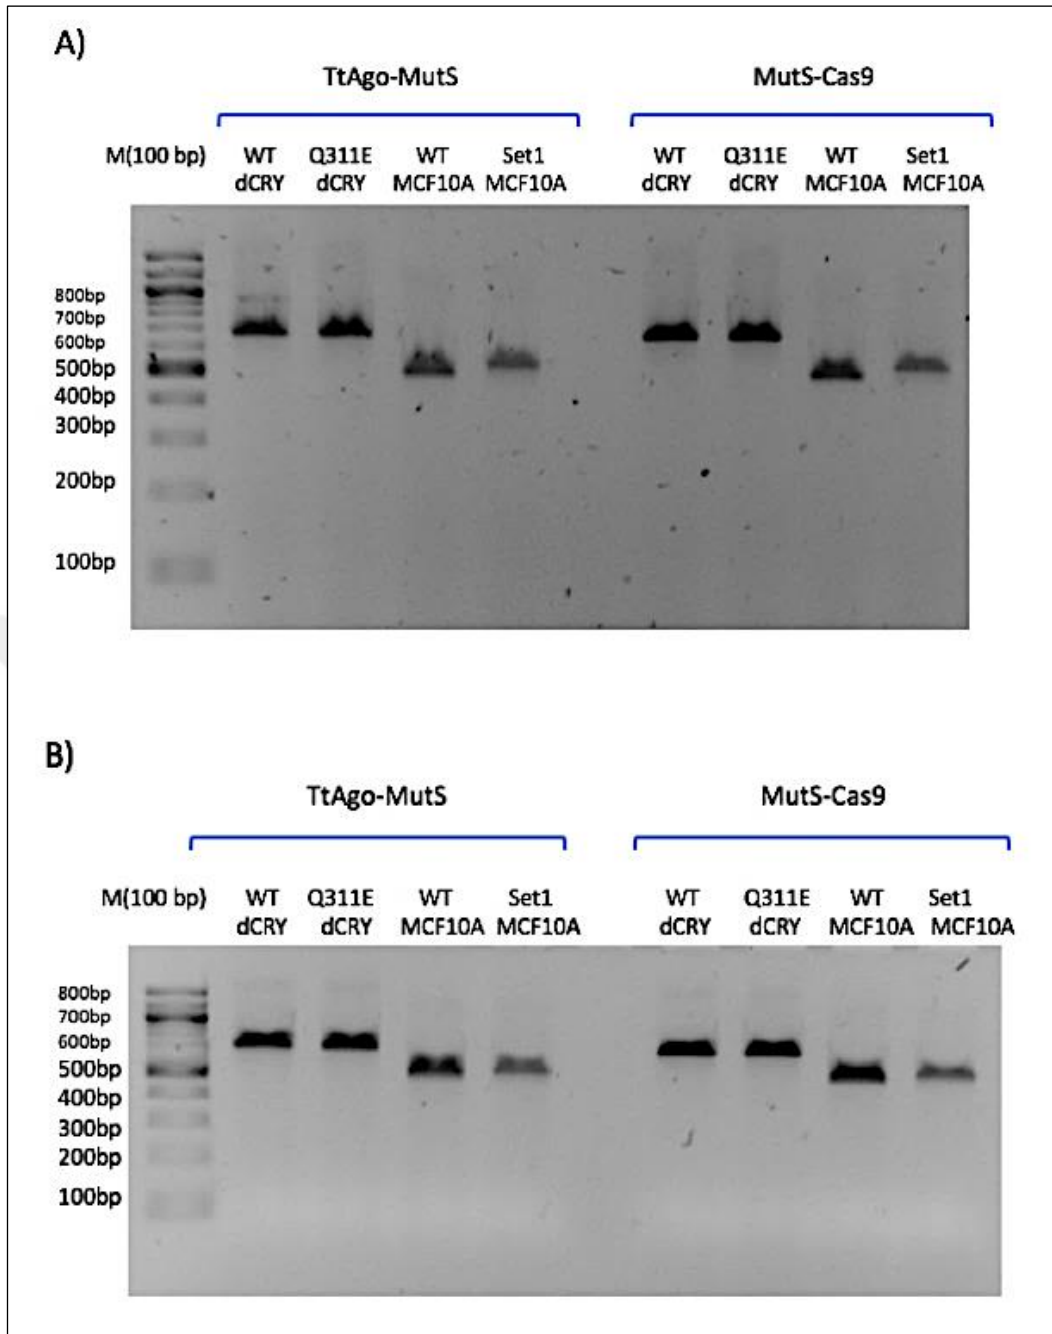 A)
TtAgo-MutS MutS-Cas9
M(100 bp) WT Q311E WT Set1 WT Q311E WT Set1
dCRY dCRY MCF10A MCF10A dCRY dCRY MCF10A MCF10A
800bp
700bp
600bp
500bp
400bp
300bp
200bp
100bp
B)
TtAgo-MutS MutS-Cas9
M(100 bp) WT Q311E WT Set1 WT Q311E WT Set1
dCRY dCRY MCF10A MCF10A dCRY dCRY MCF10A MCF10A
800bp
700bp
600bp
500bp
400bp
300bp
200bp
100bp